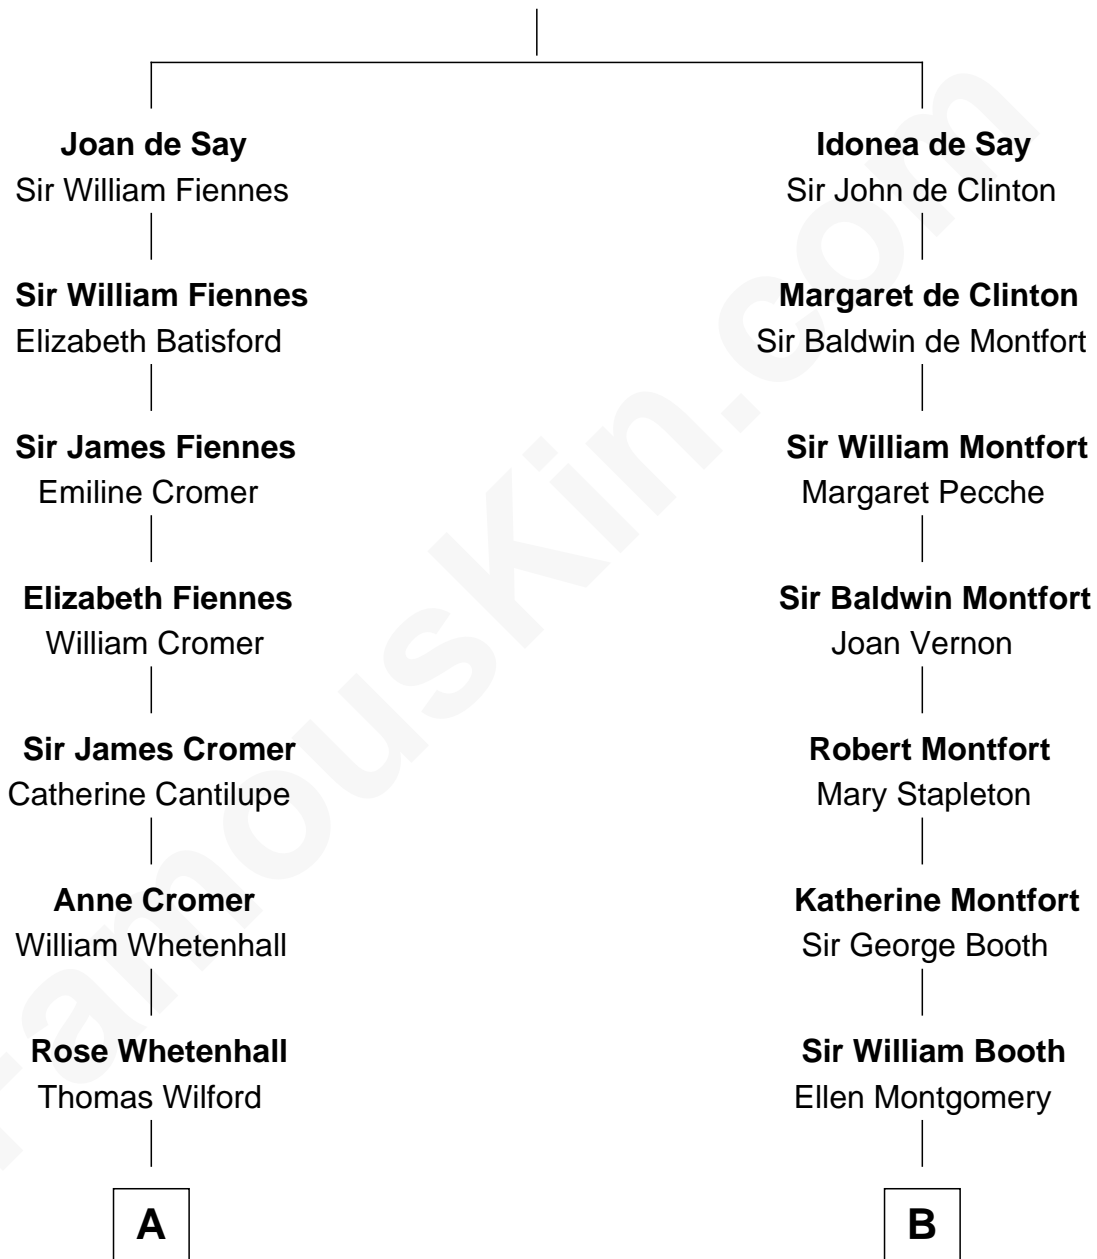 Joan de Say
Sir William Fiennes
Sir William Fiennes
Elizabeth Batisford
Sir James Fiennes
Emiline Cromer
Elizabeth Fiennes
William Cromer
Sir James Cromer
Catherine Cantilupe
Anne Cromer
William Whetenhall
Rose Whetenhall
Thomas Wilford
A
Idonea de Say
Sir John de Clinton
Margaret de Clinton
Sir Baldwin de Montfort
Sir William Montfort
Margaret Pecche
Sir Baldwin Montfort
Joan Vernon
Robert Montfort
Mary Stapleton
Katherine Montfort
Sir George Booth
Sir William Booth
Ellen Montgomery
B
FamousKin.com